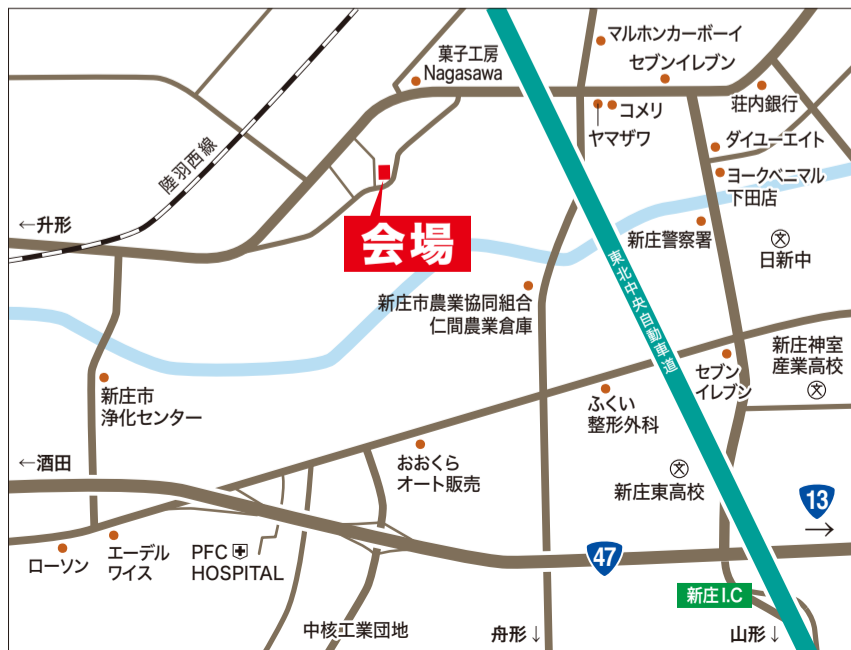 マルホンカーボーイ
菓子工房
Nagasawa
セブンイレブン
コメリ
荘内銀行
ヤマザワ
ダイユーエイト
陸羽西線
ヨークベニマル
下田店
←升形
会場
新庄警察署
日新中
東北中央自動車道
新庄市農業協同組合
仁間農業倉庫
新庄神室
産業高校
セブン
イレブン
新庄市
浄化センター
ふくい
整形外科
←酒田
おおくら
オート販売
新庄東高校
13
→
ローソン
エーデル
ワイス
PFC
HOSPITAL
47
新庄I.C
中核工業団地
舟形↓
山形↓
文
文
文